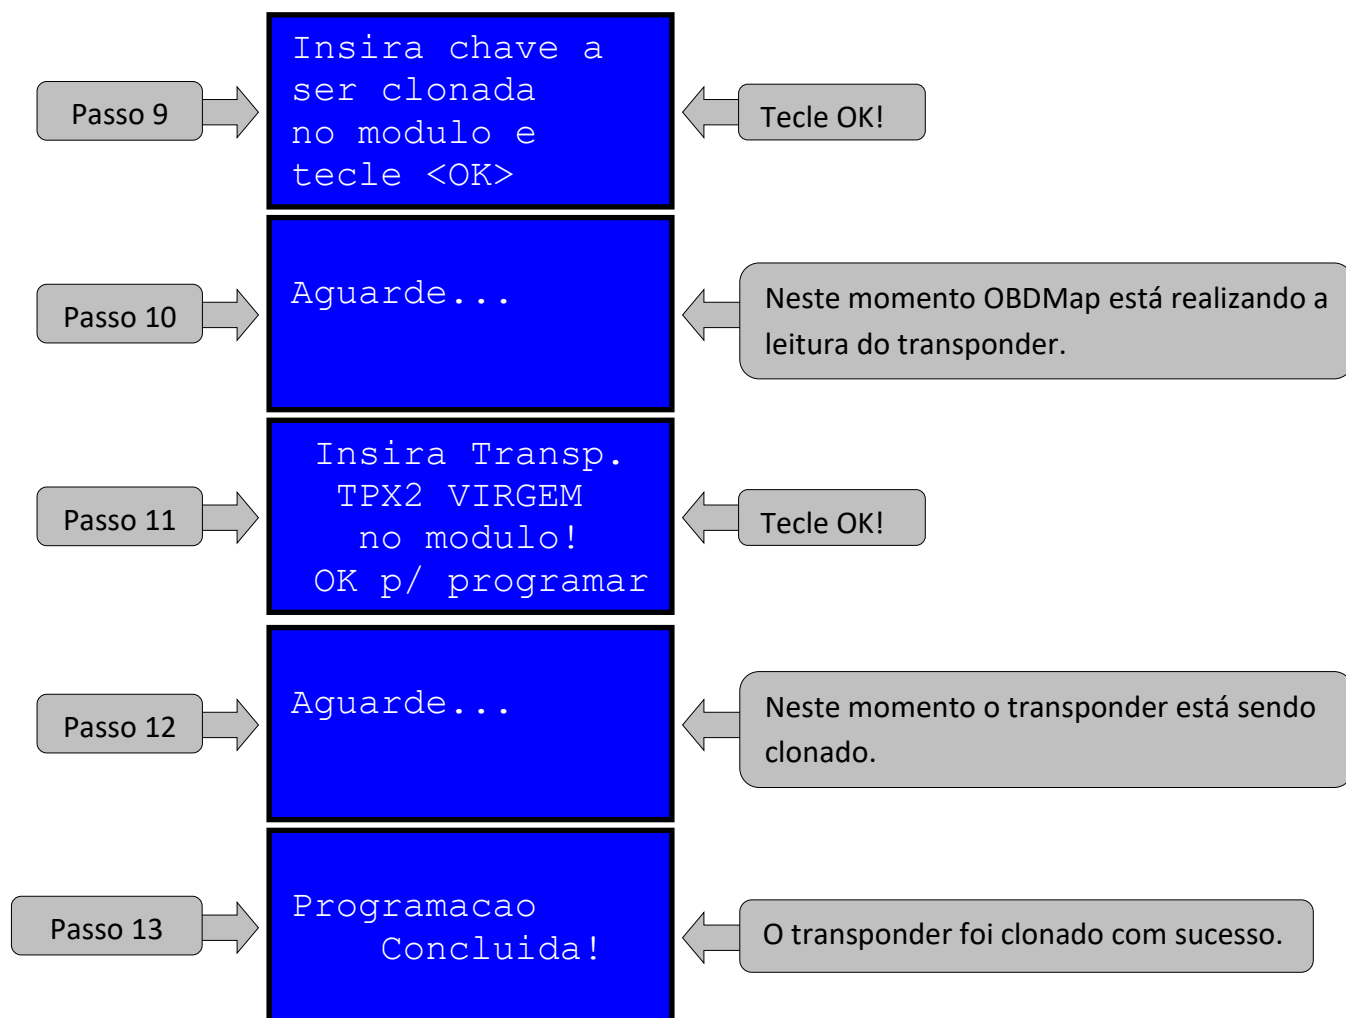 Passo 9
Insira chave a
ser clonada
no modulo e
tecle <OK>
Tecle OK!
Passo 10
Aguarde...
Neste momento OBDMap está realizando a
leitura do transponder.
Passo 11
Insira Transp.
TPX2 VIRGEM
no modulo!
OK p/ programar
Tecle OK!
Passo 12
Aguarde...
Neste momento o transponder está sendo
clonado.
Passo 13
Programacao
Concluida!
O transponder foi clonado com sucesso.